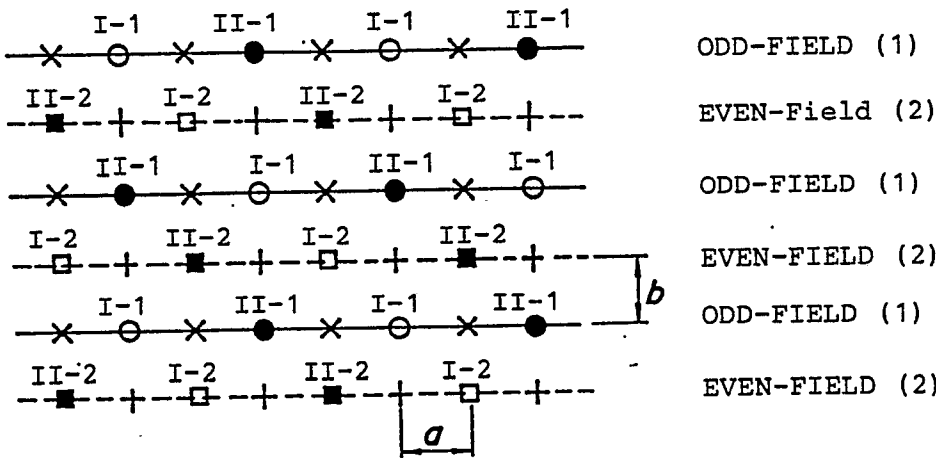 I-1 II-1 I-1 II-1
ODD-FIELD (1)
II-2 I-2 II-2 I-2
EVEN-Field (2)
II-1 I-1 II-1 I-1
ODD-FIELD (1)
I-2 II-2 I-2 II-2
EVEN-FIELD (2)
b
I-1 II-1 I-1 II-1
ODD-FIELD (1)
II-2 I-2 II-2 I-2
EVEN-FIELD (2)
a